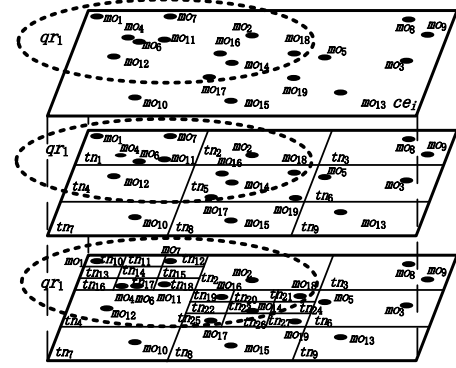 mo1 mo7 mo8
mo4 mo2 mo9
qr1 mo6 mo11 mo16 mo18
mo12 mo14 mo5 mo3
mo17 mo19
mo10 mo15 mo13 cei
mo1 mo7 mo8
qr1 mo4 tn2 mo2 tn3 mo9
tn1 mo6 mo11 mo16 mo18
tn4 mo12 tn5 mo14 mo5 mo3
mo17 mo19 tn6
mo10 mo15 mo13
tn7 tn8 tn9
mo7
mo1 tn10 tn11 tn12 mo8
tn13 tn14 tn15 tn2 mo2 tn3 mo9
qr1 tn16 tn17 tn18 mo16 mo18
mo4 mo6 mo11 tn19 tn20 tn21 mo5 mo3
mo12 tn22 tn23 mo14 tn24
tn4 tn25 tn26 tn27 tn6
mo17 mo19 mo13
mo10 mo15
tn7 tn8 tn9